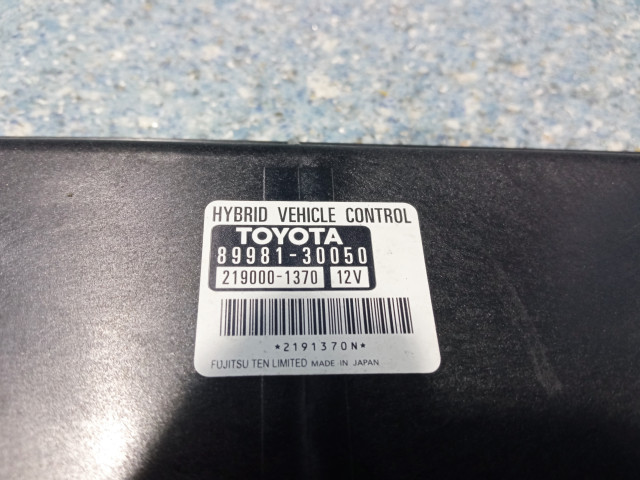 HYBRID VEHICLE CONTROL
TOYOTA
89981-30050
219000-1370 12V
*2191370N*
FUJITSU TEN LIMITED MADE IN JAPAN